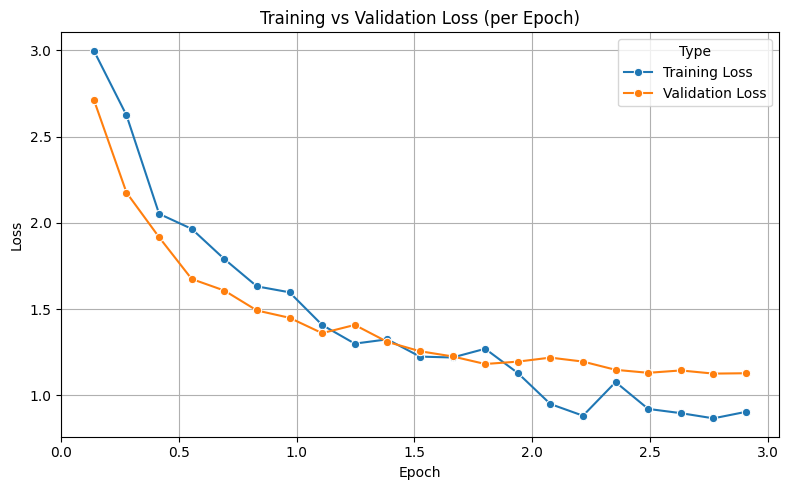 Training vs Validation Loss (per Epoch)
Type
Training Loss
Validation Loss
3.0
2.5
2.0
1.5
1.0
Loss
0.0 0.5 1.0 1.5 2.0 2.5 3.0
Epoch